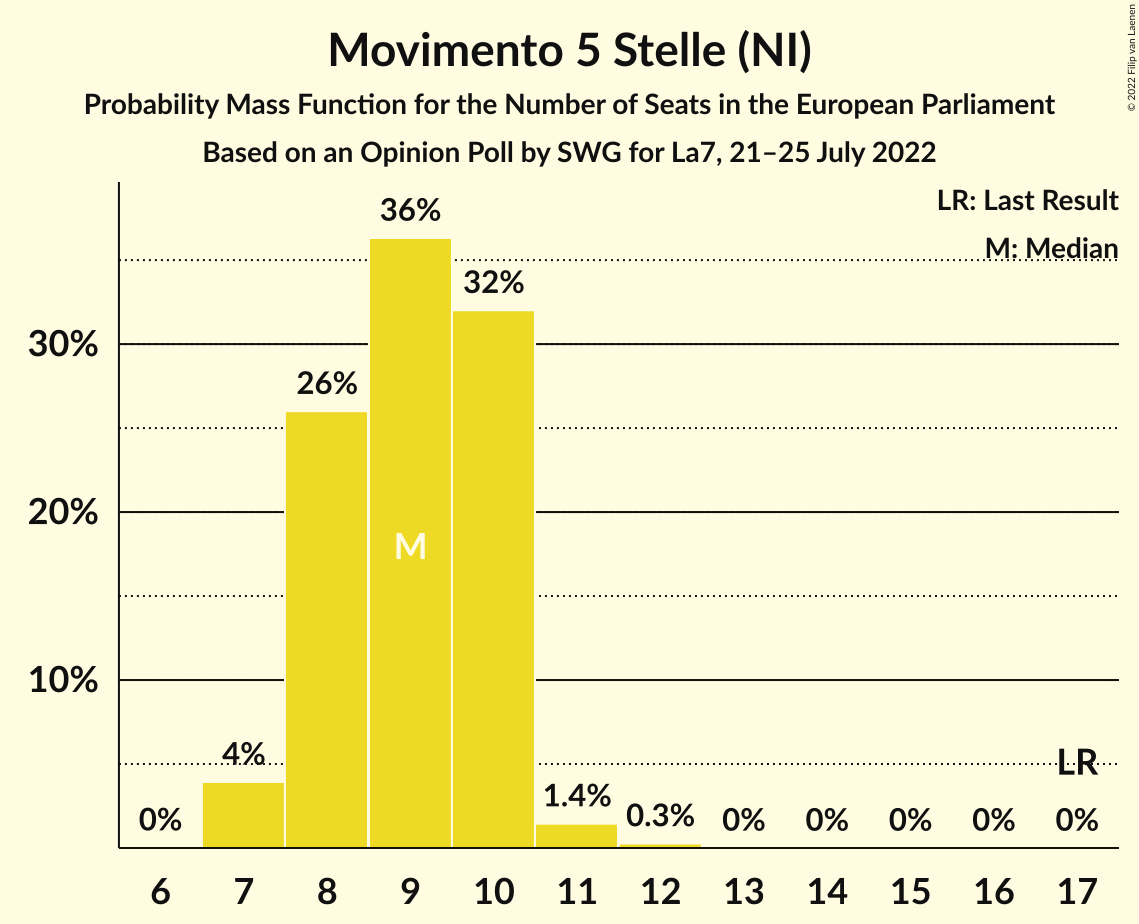 Movimento 5 Stelle (NI)
Probability Mass Function for the Number of Seats in the European Parliament
Based on an Opinion Poll by SWG for La7, 21–25 July 2022
© 2022 Filip van Laenen
LR: Last Result
M: Median
36%
32%
30%
26%
20%
M
10%
4%
LR
0%
1.4%
0.3%
0%
0%
0%
0%
0%
6 7 8 9 10 11 12 13 14 15 16 17